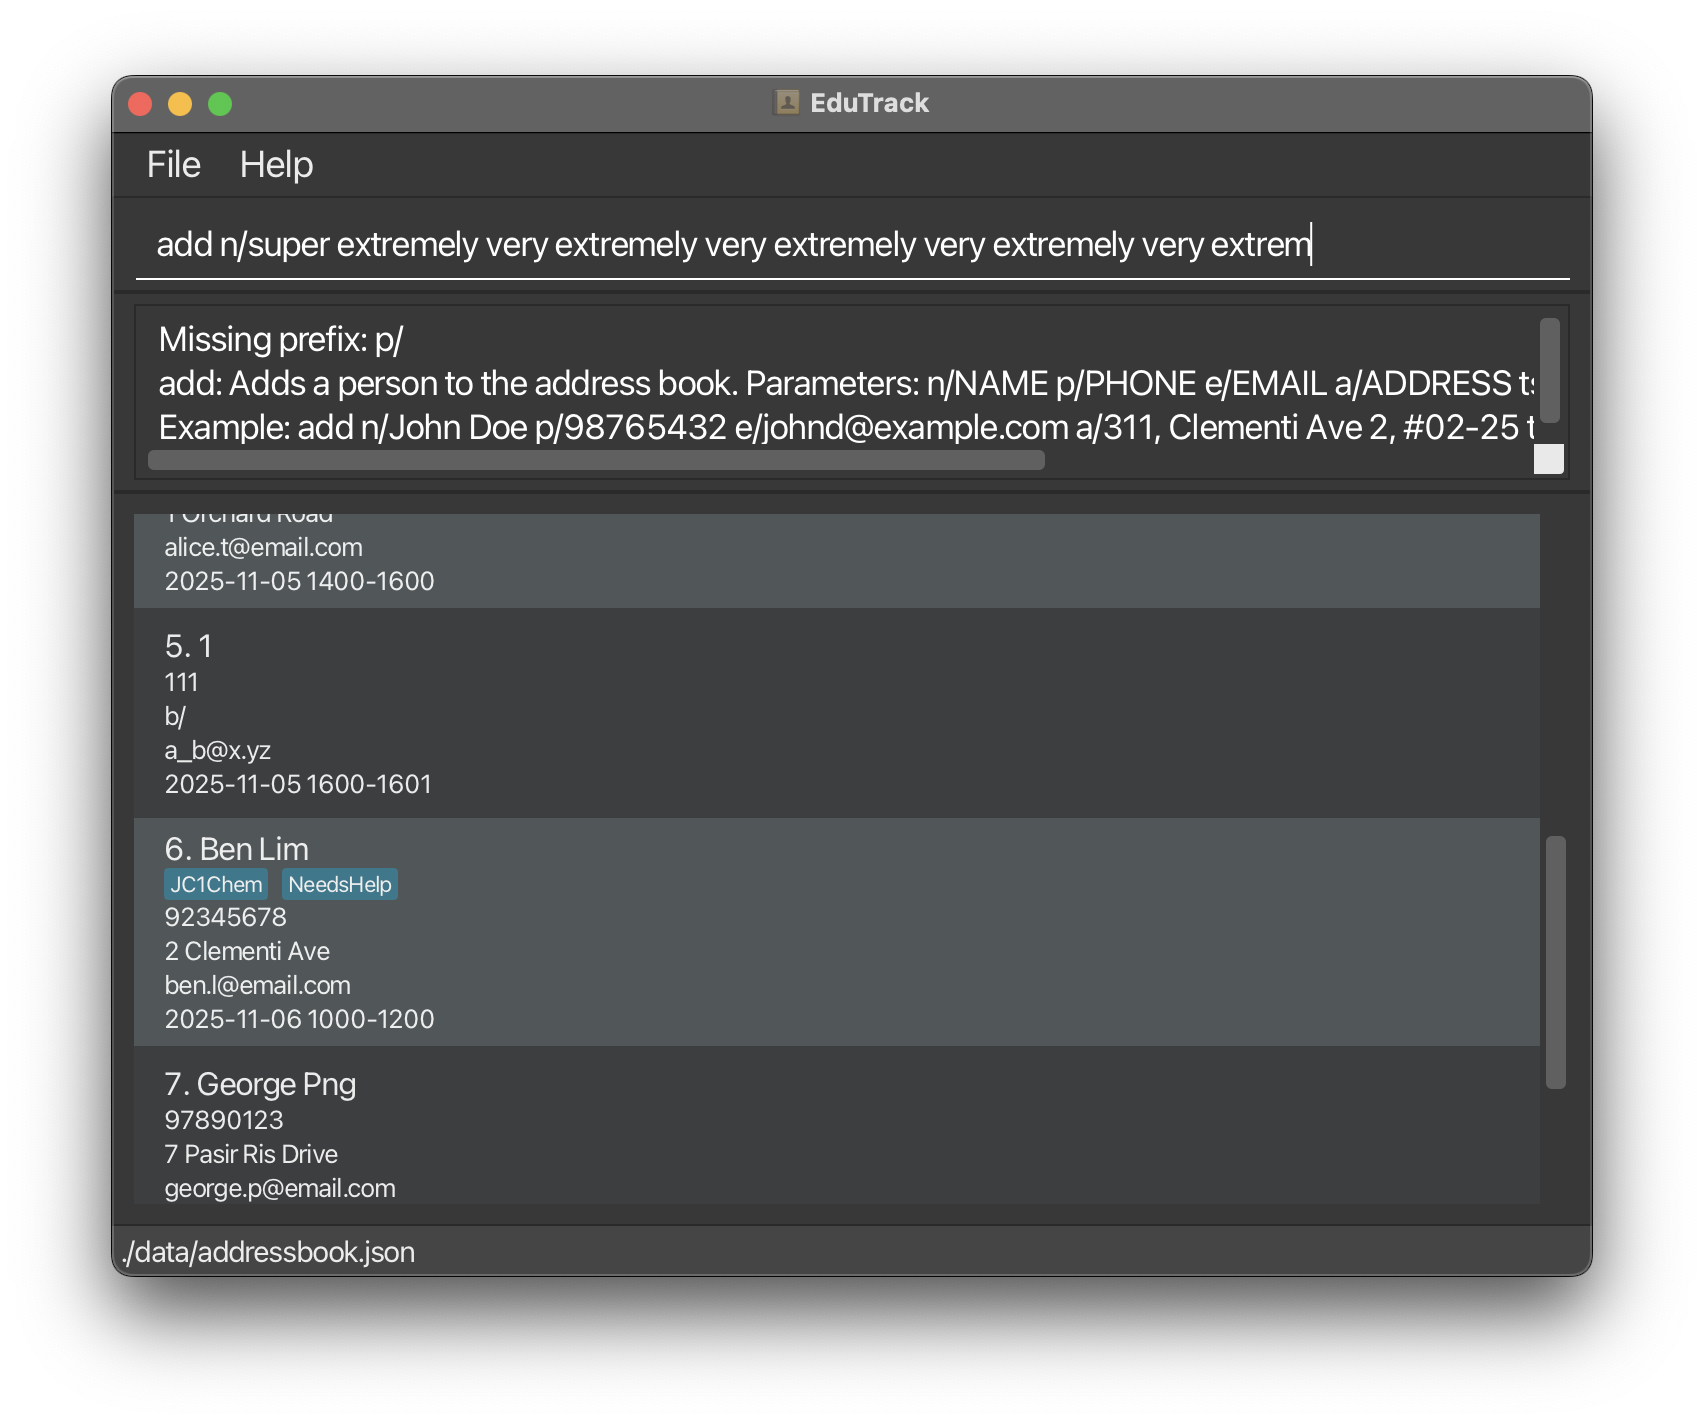 EduTrack
File Help
add n/super extremely very extremely very extremely very extremely very extrem
Missing prefix: p/
add: Adds a person to the address book. Parameters: n/NAME p/PHONE e/EMAIL a/ADDRESS ts
Example: add n/John Doe p/98765432 e/johnd@example.com a/311, Clementi Ave 2, #02-25 t
1 Orchard Road
alice.t@email.com
2025-11-05 1400-1600
5. 1
111
b/
a_b@x.yz
2025-11-05 1600-1601
6. Ben Lim
JC1Chem NeedsHelp
92345678
2 Clementi Ave
ben.l@email.com
2025-11-06 1000-1200
7. George Png
97890123
7 Pasir Ris Drive
george.p@email.com
./data/addressbook.json